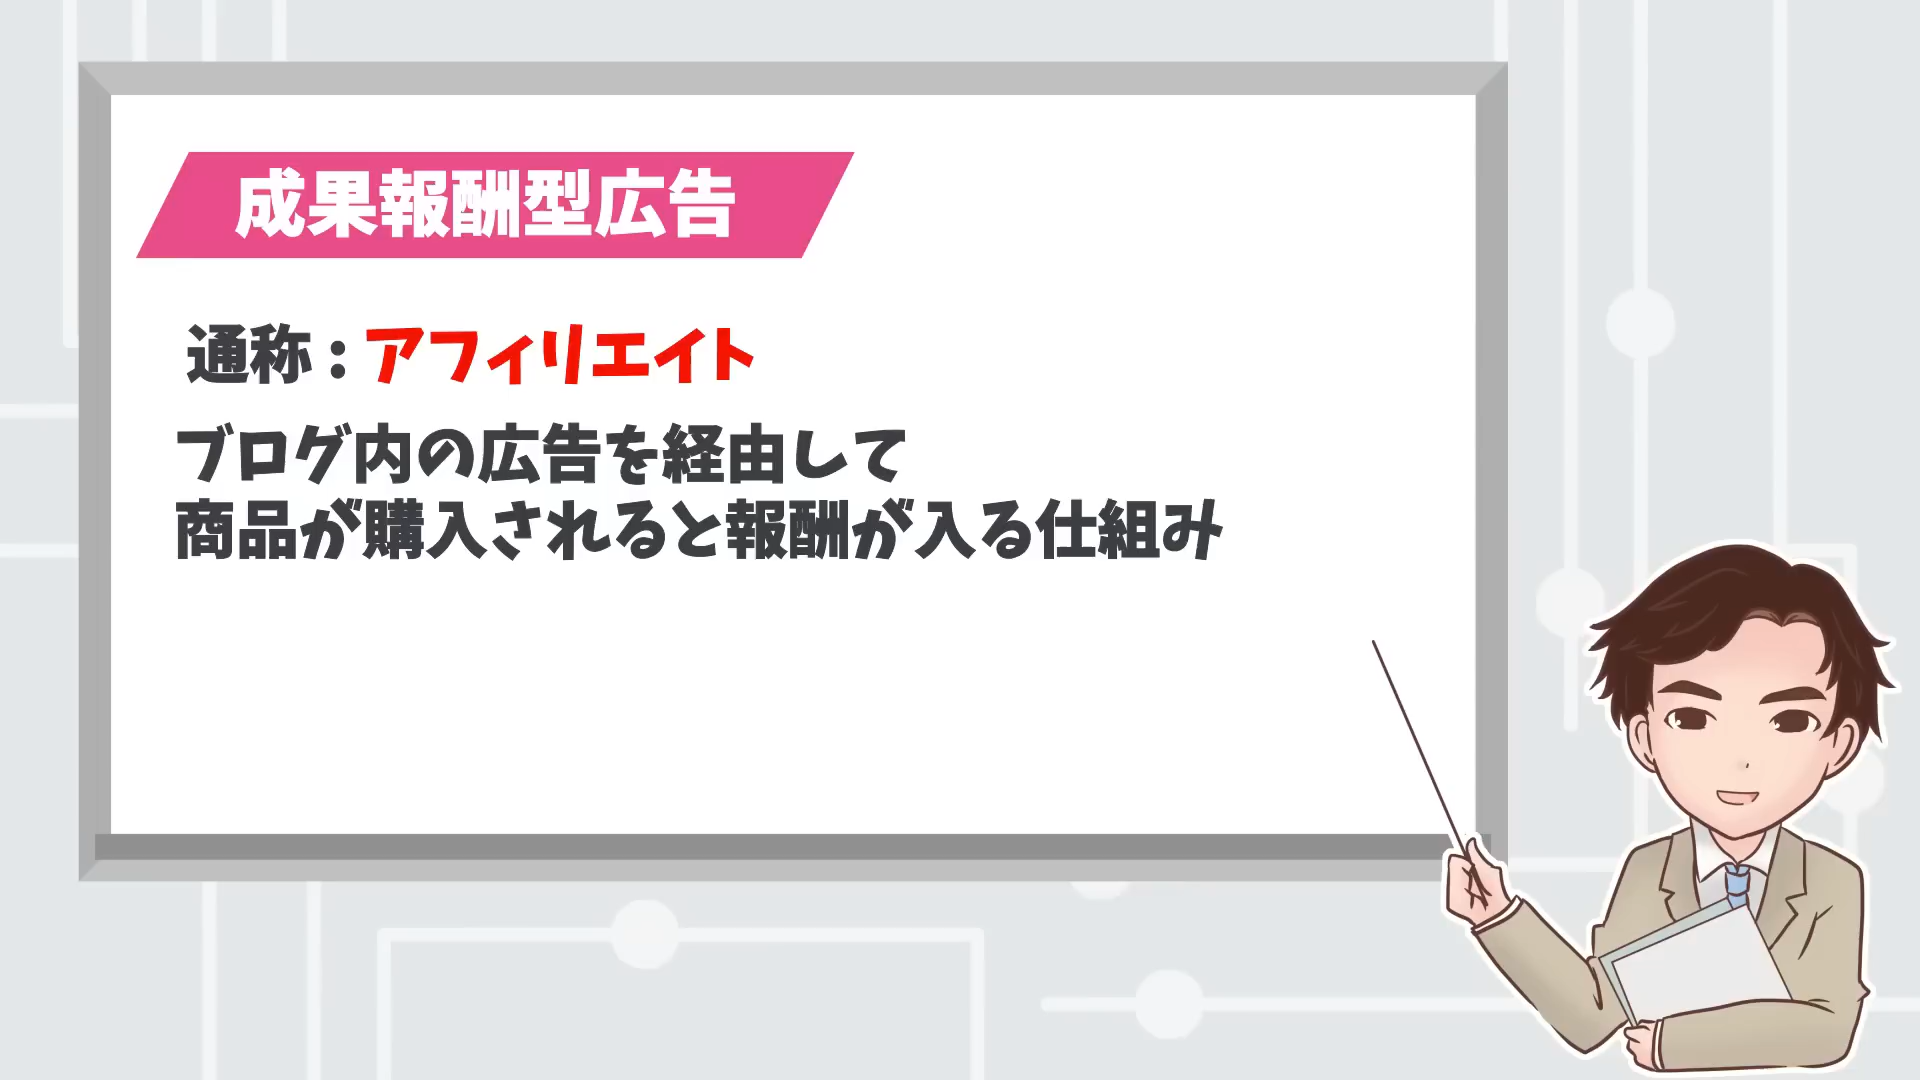 成果報酬型広告
通称：アフィリエイト
ブログ内の広告を経由して
商品が購入されると報酬が入る仕組み